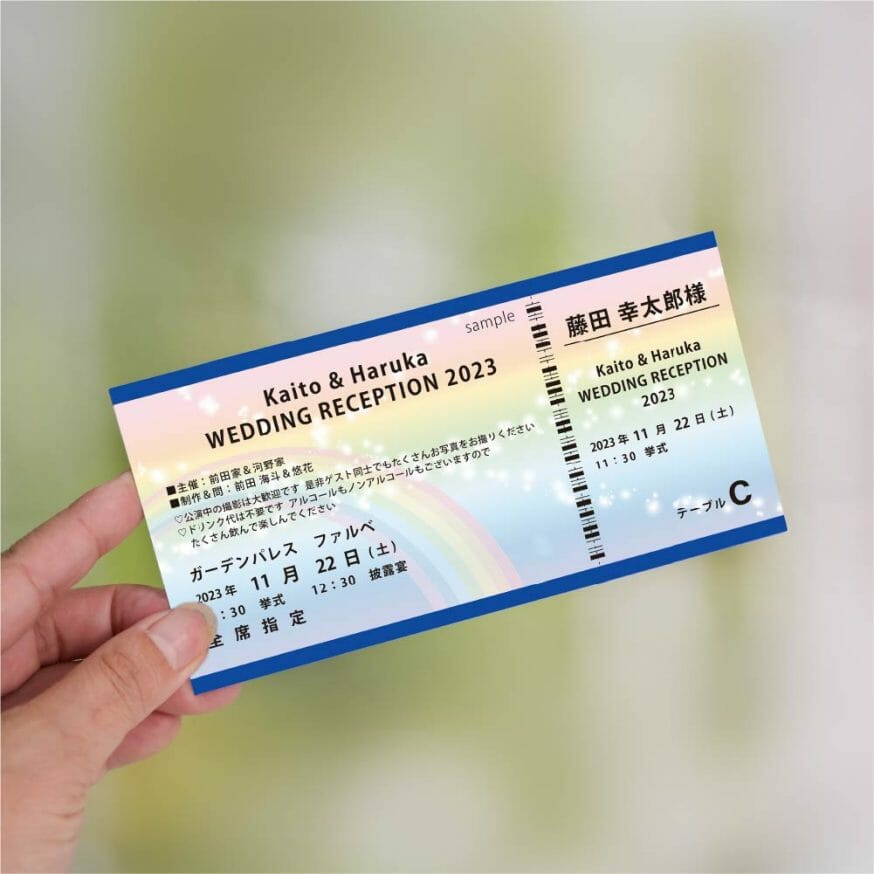 sample
Kaito & Haruka
WEDDING RECEPTION 2023
■主催：前田家＆河野家
■制作＆問：前田 海斗＆悠花
♡公演中の撮影は大歓迎です 是非ゲスト同士でもたくさんお写真をお撮りください
♡ドリンク代は不要です アルコールもノンアルコールもございますので
たくさん飲んで楽しんでください
ガーデンパレス ファルベ
2023年 11 月 22 日 (土)
：30 挙式 12：30 披露宴
全 席 指 定
藤田 幸太郎様
Kaito & Haruka
WEDDING RECEPTION
2023
2023 年 11 月 22 日 (土)
11：30 挙式
テーブル C